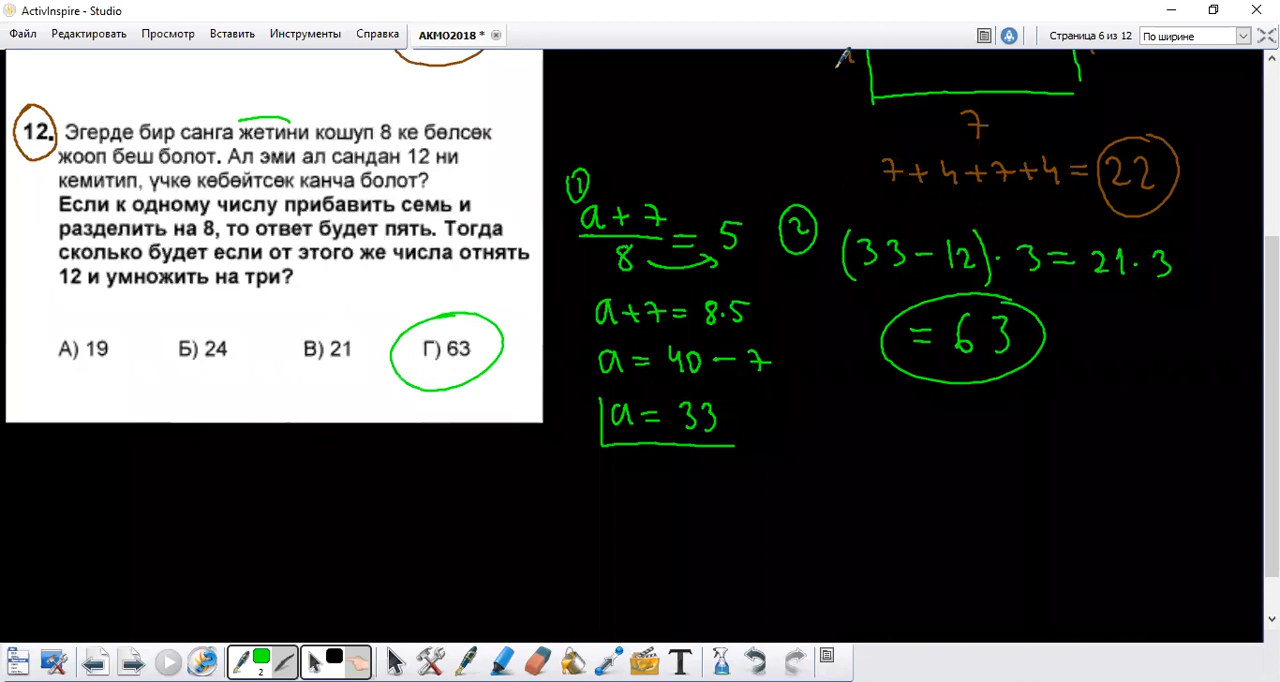 ActivInspire - Studio
Файл Редактировать Просмотр Вставить Инструменты Справка AKMO2018 * Страница 6 из 12 По ширине
12. Эгерде бир санга жетини кошуп 8 ке бөлсөк
жооп беш болот. Ал эми ал сандан 12 ни
кемитип, үчкө көбөйтсөк канча болот?
Если к одному числу прибавить семь и
разделить на 8, то ответ будет пять. Тогда
сколько будет если от этого же числа отнять
12 и умножить на три?
А) 19 Б) 24 В) 21 Г) 63
1
a + 7
8
= 5
a + 7 = 8.5
a = 40 - 7
a = 33
7
7 + 4 + 7 + 4 = 22
2
(33 - 12) · 3 = 21 · 3
= 63
2
T